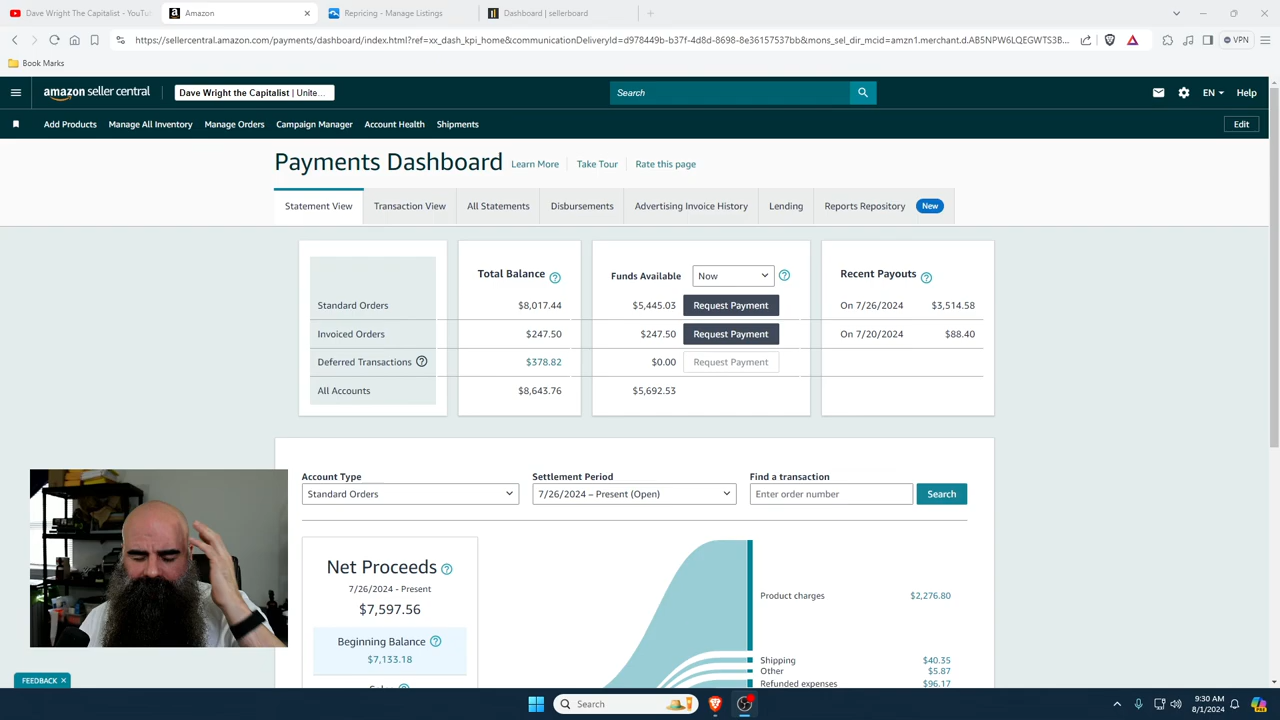 Dave Wright The Capitalist - YouTu
Amazon
Repricing - Manage Listings
Dashboard | sellerboard
https://sellercentral.amazon.com/payments/dashboard/index.html?ref=xx_dash_kpi_home&communicationDeliveryId=d978449b-b37f-4d8d-8698-8e36157537bb&mons_sel_dir_mcid=amzn1.merchant.d.AB5NPW6LQEGWTS3B...
VPN
Book Marks
amazon seller central
Dave Wright the Capitalist | Unite...
Search
EN
Help
Add Products
Manage All Inventory
Manage Orders
Campaign Manager
Account Health
Shipments
Edit
Payments Dashboard
Learn More
Take Tour
Rate this page
Statement View
Transaction View
All Statements
Disbursements
Advertising Invoice History
Lending
Reports Repository
New
Total Balance
Funds Available
Now
Recent Payouts
Standard Orders
$8,017.44
$5,445.03
Request Payment
On 7/26/2024
$3,514.58
Invoiced Orders
$247.50
$247.50
Request Payment
On 7/20/2024
$88.40
Deferred Transactions
$378.82
$0.00
Request Payment
All Accounts
$8,643.76
$5,692.53
Account Type
Settlement Period
Find a transaction
Standard Orders
7/26/2024 – Present (Open)
Enter order number
Search
Net Proceeds
7/26/2024 - Present
$7,597.56
Beginning Balance
$7,133.18
Product charges
$2,276.80
Shipping
$40.35
Other
$5.87
Refunded expenses
$96.17
FEEDBACK
Search
9:30 AM
8/1/2024